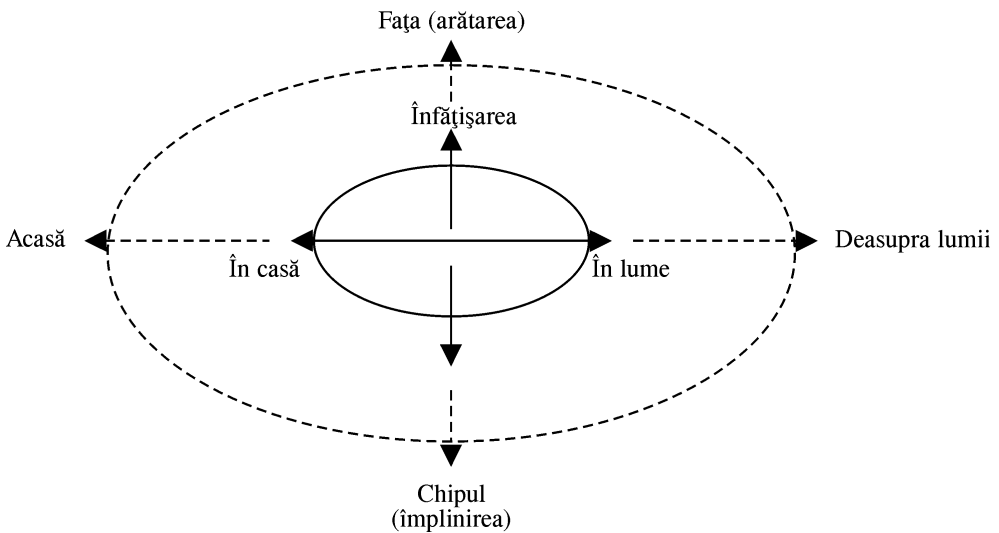 Faţa (arătarea)
Înfăţişarea
Acasă
Deasupra lumii
În casă
În lume
Chipul
(împlinirea)